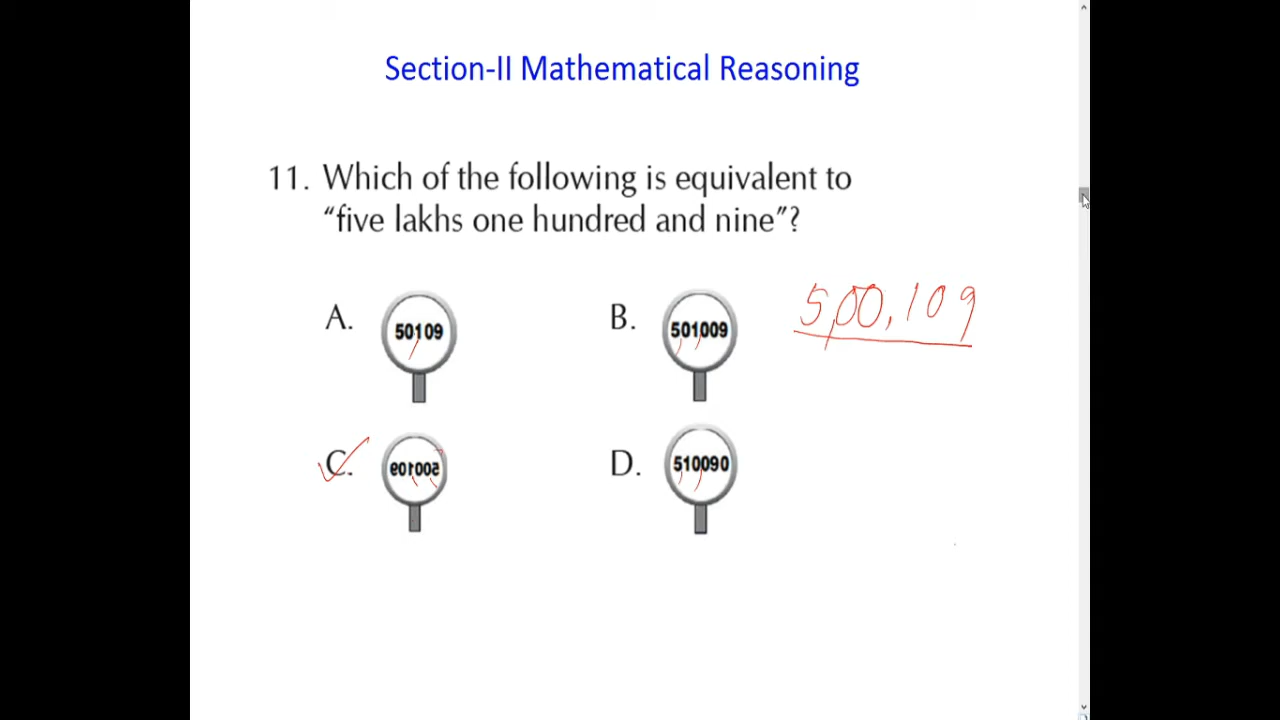 Section-II Mathematical Reasoning
11. Which of the following is equivalent to
“five lakhs one hundred and nine”?
A. 50109
B. 501009
5,00,109
C. 500109
D. 510090